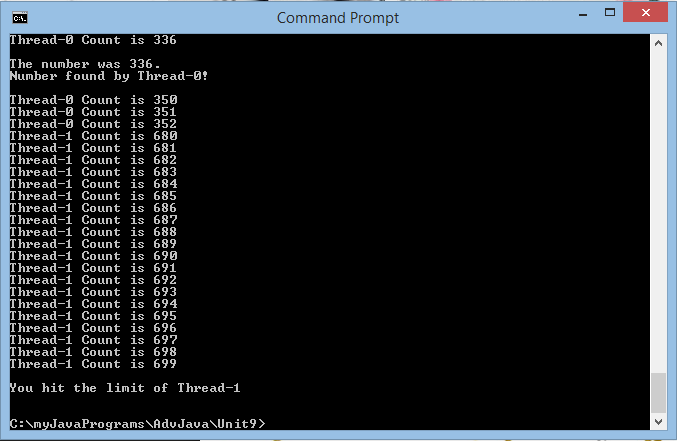 Command Prompt
Thread-0 Count is 336
The number was 336.
Number found by Thread-0!
Thread-0 Count is 350
Thread-0 Count is 351
Thread-0 Count is 352
Thread-1 Count is 680
Thread-1 Count is 681
Thread-1 Count is 682
Thread-1 Count is 683
Thread-1 Count is 684
Thread-1 Count is 685
Thread-1 Count is 686
Thread-1 Count is 687
Thread-1 Count is 688
Thread-1 Count is 689
Thread-1 Count is 690
Thread-1 Count is 691
Thread-1 Count is 692
Thread-1 Count is 693
Thread-1 Count is 694
Thread-1 Count is 695
Thread-1 Count is 696
Thread-1 Count is 697
Thread-1 Count is 698
Thread-1 Count is 699
You hit the limit of Thread-1
C:\myJavaPrograms\AdvJava\Unit9>